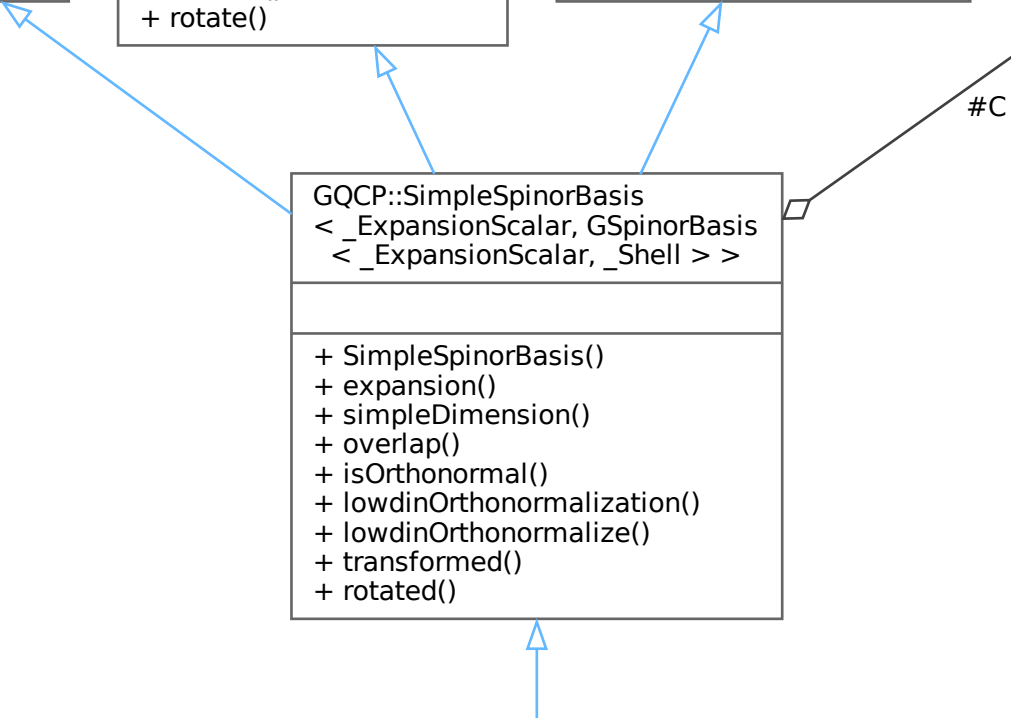 + rotate()
#C
GQCP::SimpleSpinorBasis
< _ExpansionScalar, GSpinorBasis
< _ExpansionScalar, _Shell > >
+ SimpleSpinorBasis()
+ expansion()
+ simpleDimension()
+ overlap()
+ isOrthonormal()
+ lowdinOrthonormalization()
+ lowdinOrthonormalize()
+ transformed()
+ rotated()